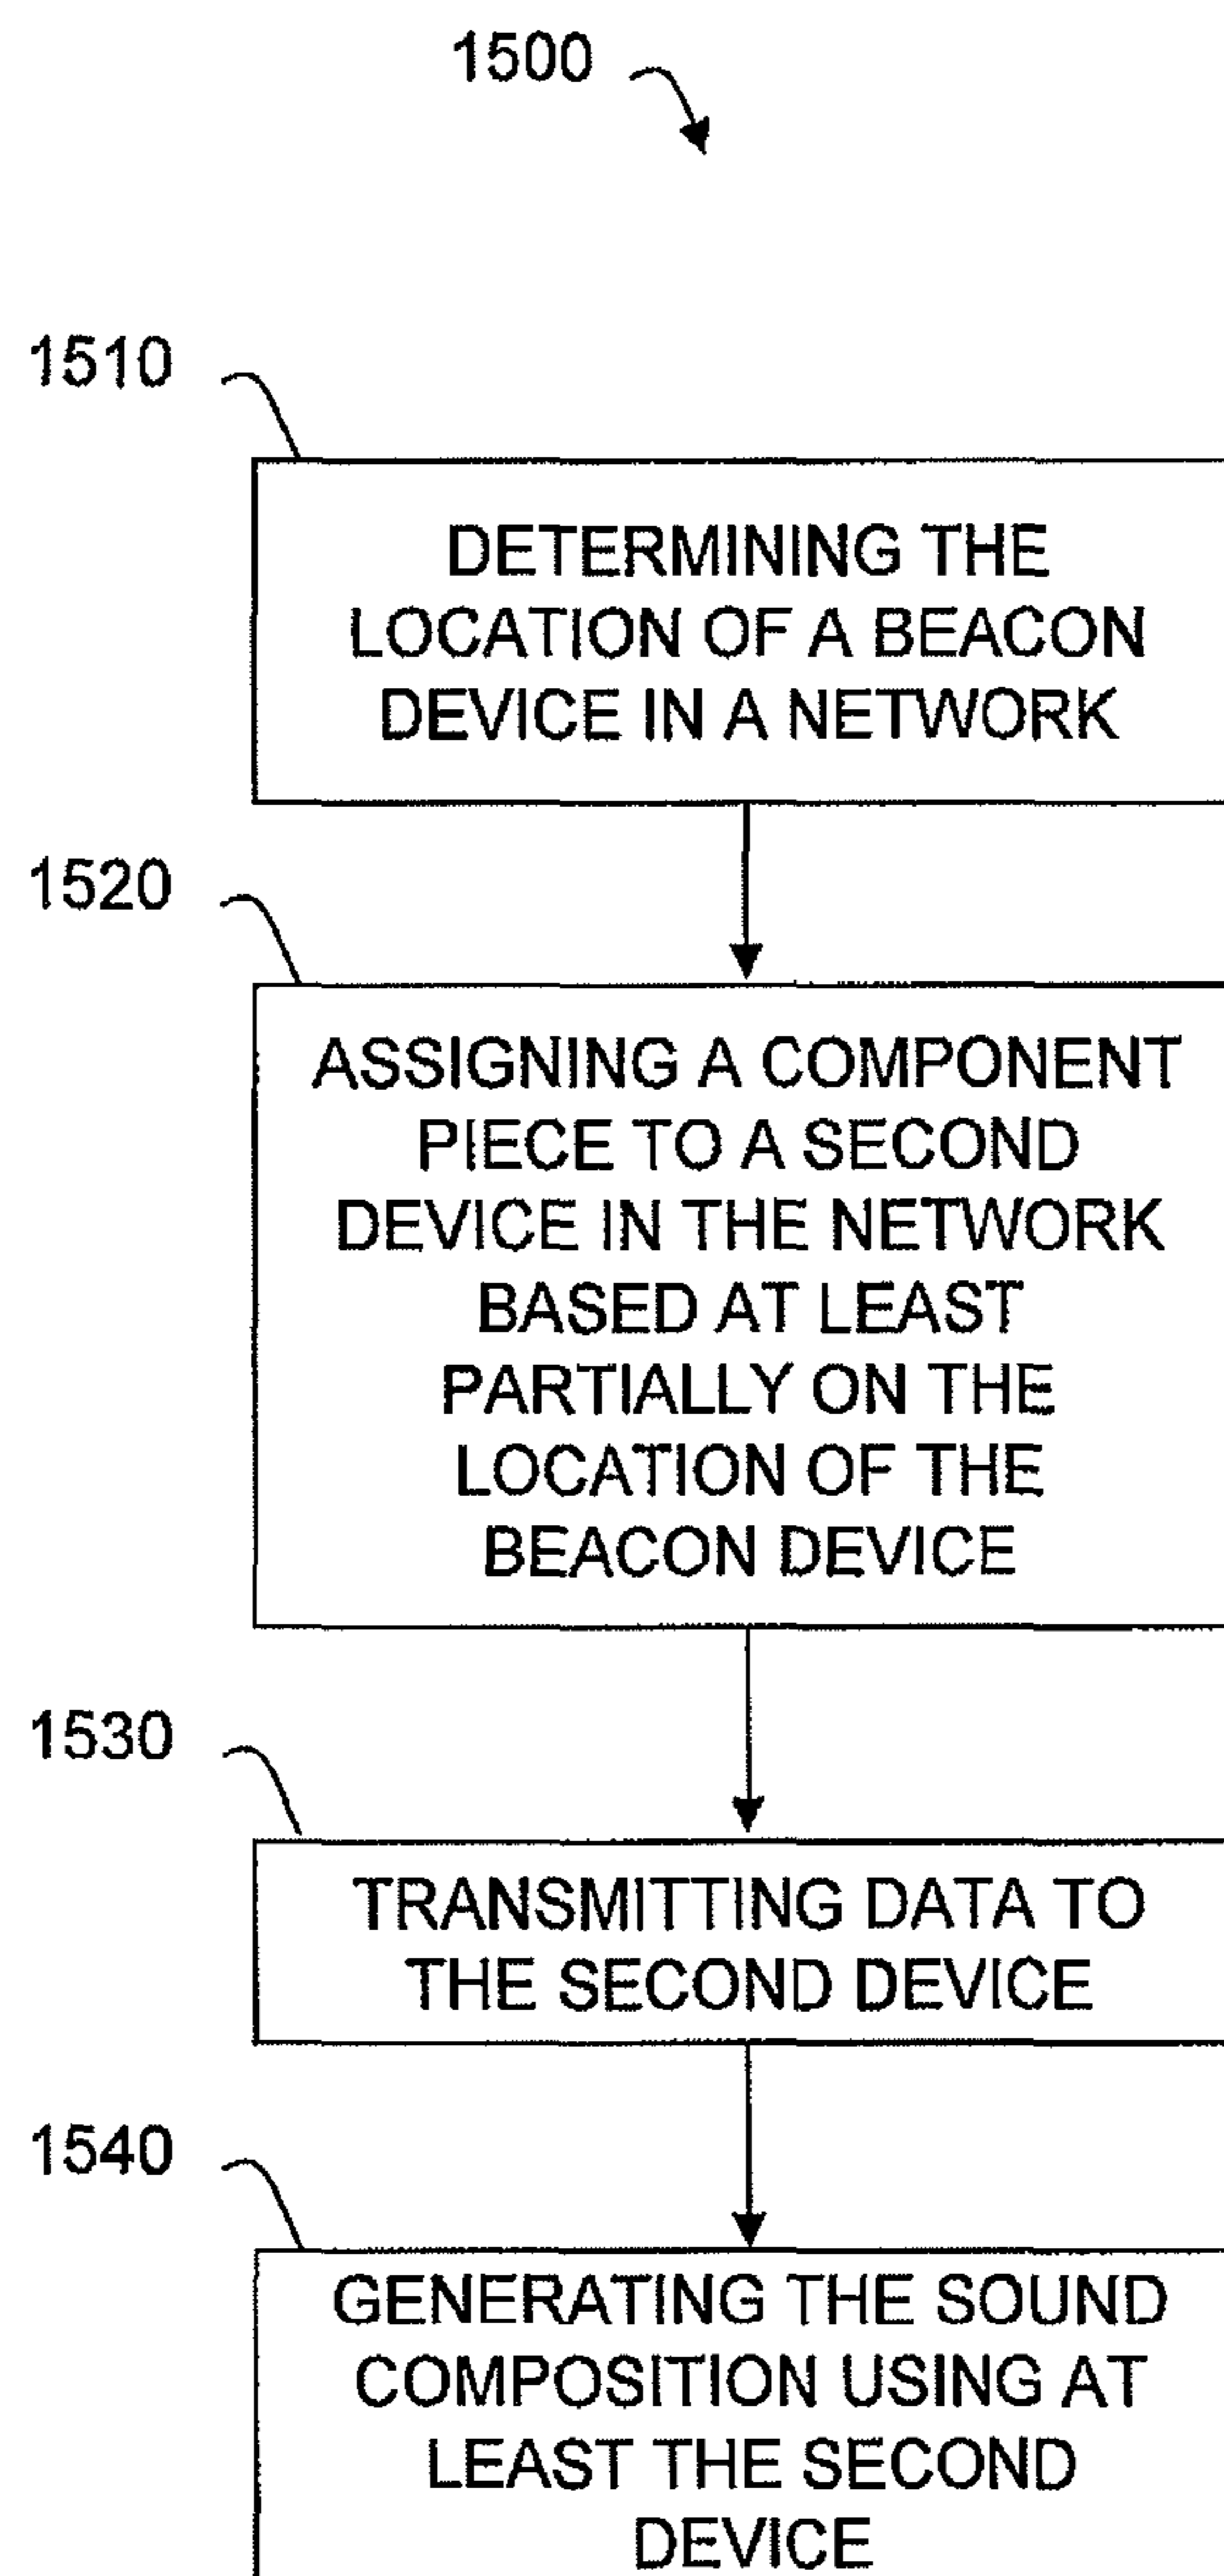 1500
1510
DETERMINING THE
LOCATION OF A BEACON
DEVICE IN A NETWORK
1520
ASSIGNING A COMPONENT
PIECE TO A SECOND
DEVICE IN THE NETWORK
BASED AT LEAST
PARTIALLY ON THE
LOCATION OF THE
BEACON DEVICE
1530
TRANSMITTING DATA TO
THE SECOND DEVICE
1540
GENERATING THE SOUND
COMPOSITION USING AT
LEAST THE SECOND
DEVICE